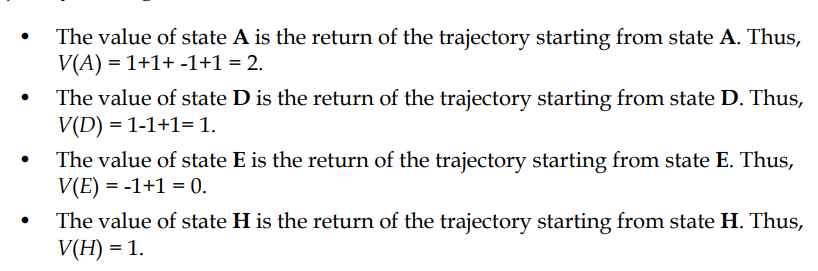 • The value of state A is the return of the trajectory starting from state A. Thus,
V(A) = 1+1+ -1+1 = 2.
• The value of state D is the return of the trajectory starting from state D. Thus,
V(D) = 1-1+1= 1.
• The value of state E is the return of the trajectory starting from state E. Thus,
V(E) = -1+1 = 0.
• The value of state H is the return of the trajectory starting from state H. Thus,
V(H) = 1.